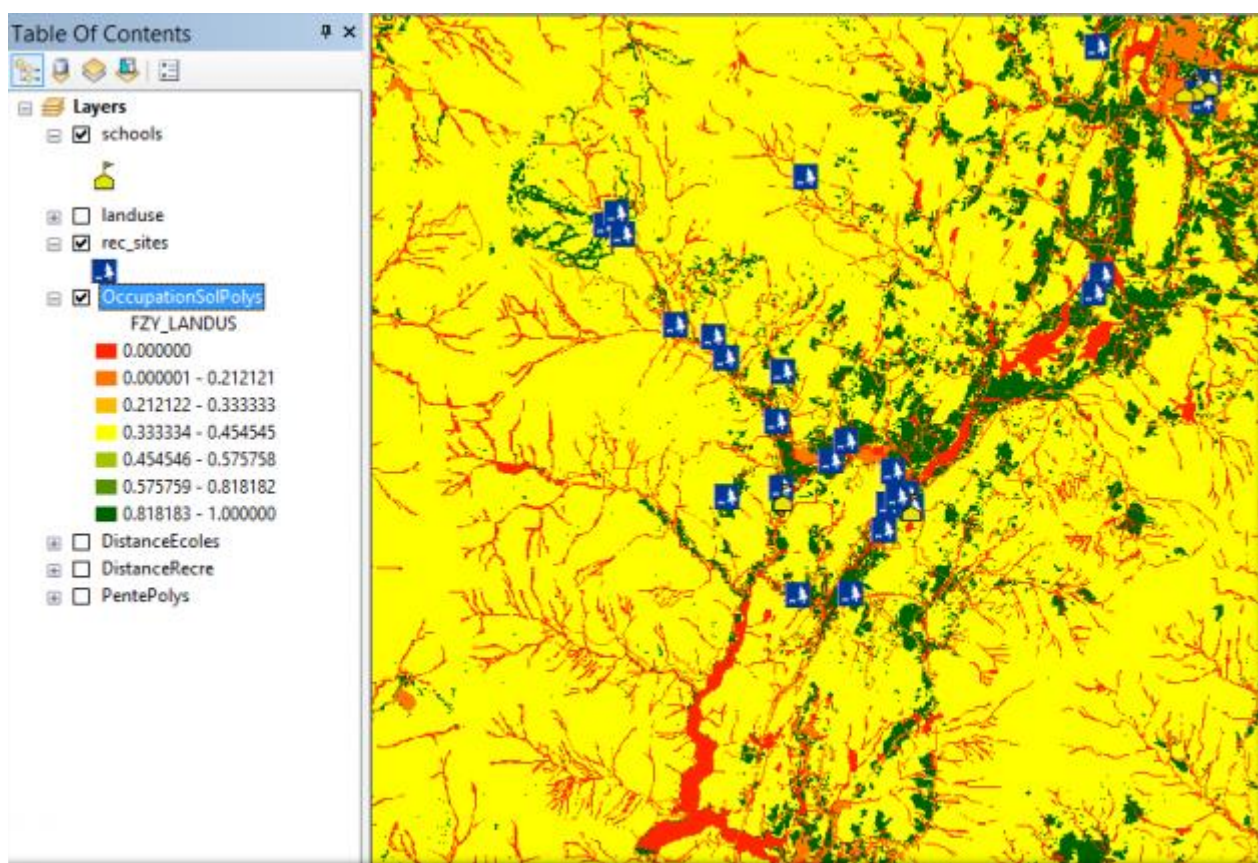 Table Of Contents
Layers
schools
landuse
rec_sites
OccupationSolPolys
FZY_LANDUS
0.000000
0.000001 - 0.212121
0.212122 - 0.333333
0.333334 - 0.454545
0.454546 - 0.575758
0.575759 - 0.818182
0.818183 - 1.000000
DistanceEcoles
DistanceRecre
PentePolys